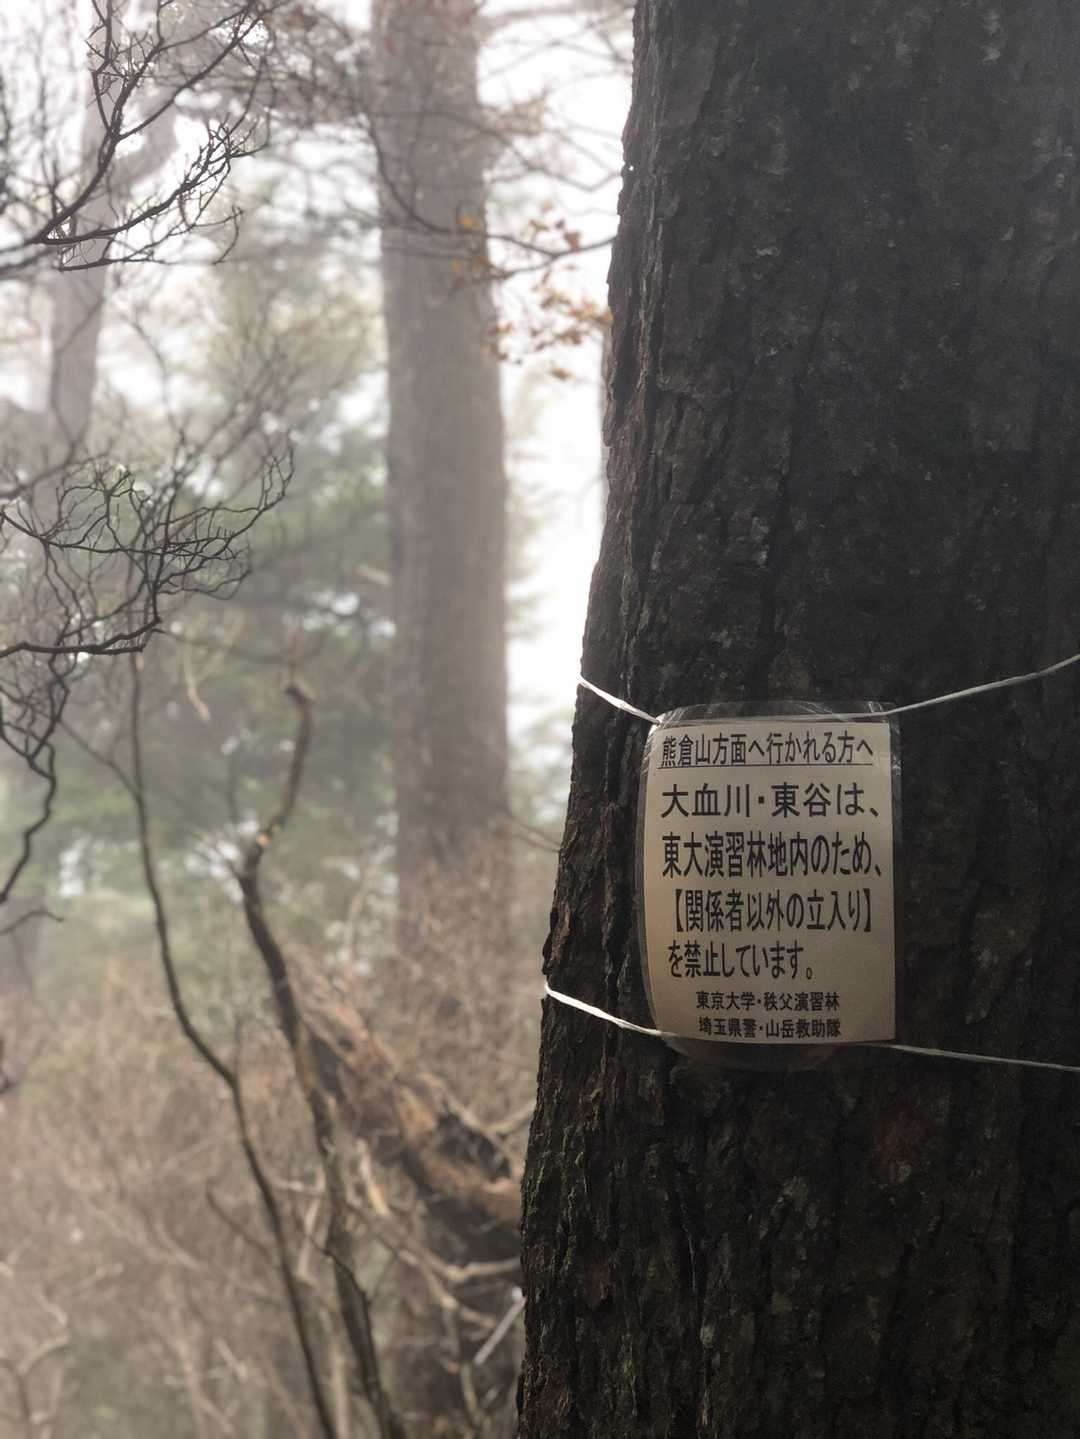 熊倉山方面へ行かれる方へ
大血川・東谷は、
東大演習林地内のため、
【関係者以外の立入り】
を禁止しています。
東京大学・秩父演習林
埼玉県警・山岳救助隊